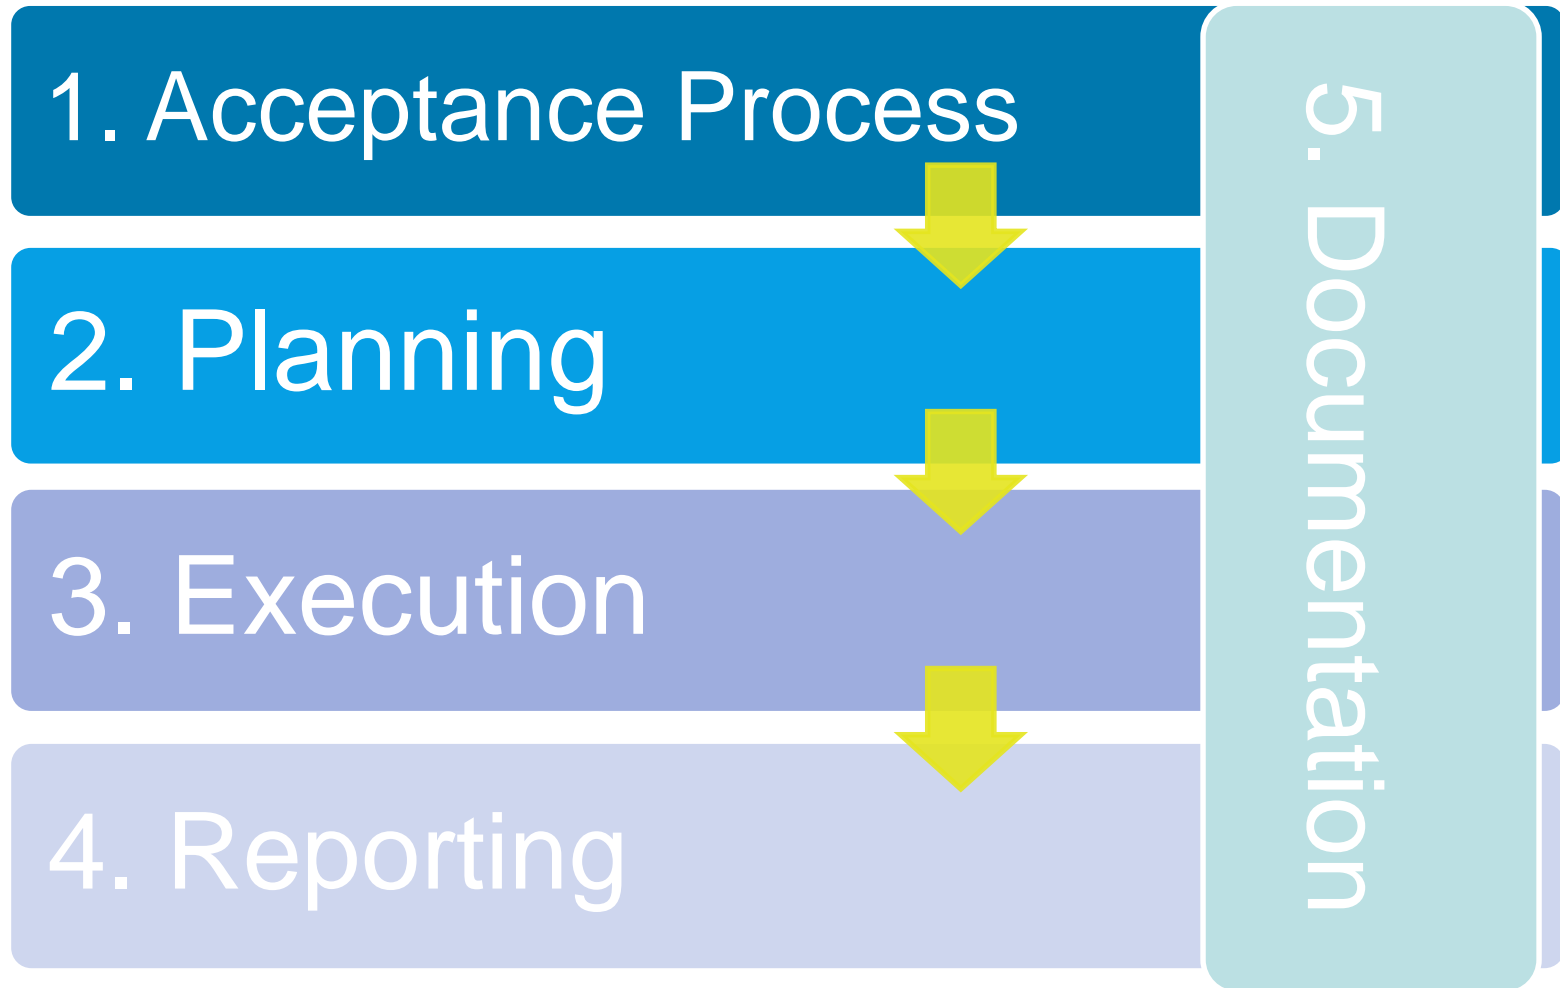 1. Acceptance Process
2. Planning
3. Execution
4. Reporting
5. Documentation